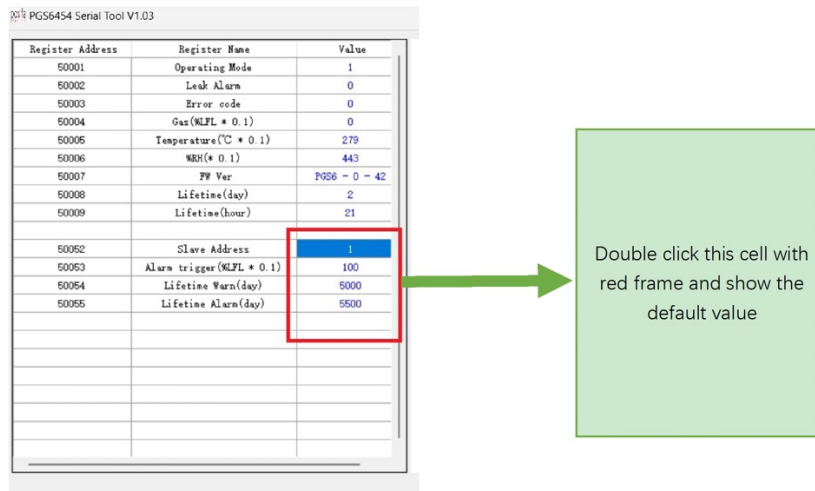 PGS6454 Serial Tool V1.03
Register Address Register Name Value
50001 Operating Mode 1
50002 Leak Alarm 0
50003 Error code 0
50004 Gas(%LFL * 0.1) 0
50005 Temperature(℃ * 0.1) 279
50006 %RH(* 0.1) 443
50007 FW Ver PGS6 - 0 - 42
50008 Lifetime(day) 2
50009 Lifetime(hour) 21
50052 Slave Address 1
50053 Alarm trigger(%LFL * 0.1) 100
50054 Lifetime Warn(day) 5000
50055 Lifetime Alarm(day) 5500
Double click this cell with
red frame and show the
default value